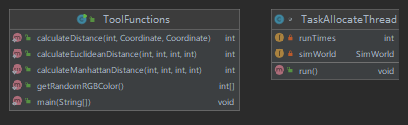 ToolFunctions
calculateDistance(int, Coordinate, Coordinate) int
calculateEuclideanDistance(int, int, int, int) int
calculateManhattanDistance(int, int, int, int) int
getRandomRGBColor() int[]
main(String[]) void
TaskAllocateThread
runTimes int
simWorld SimWorld
run() void